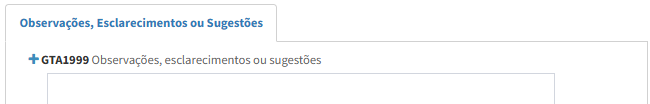 Observações, Esclarecimentos ou Sugestões
GTA1999 Observações, esclarecimentos ou sugestões